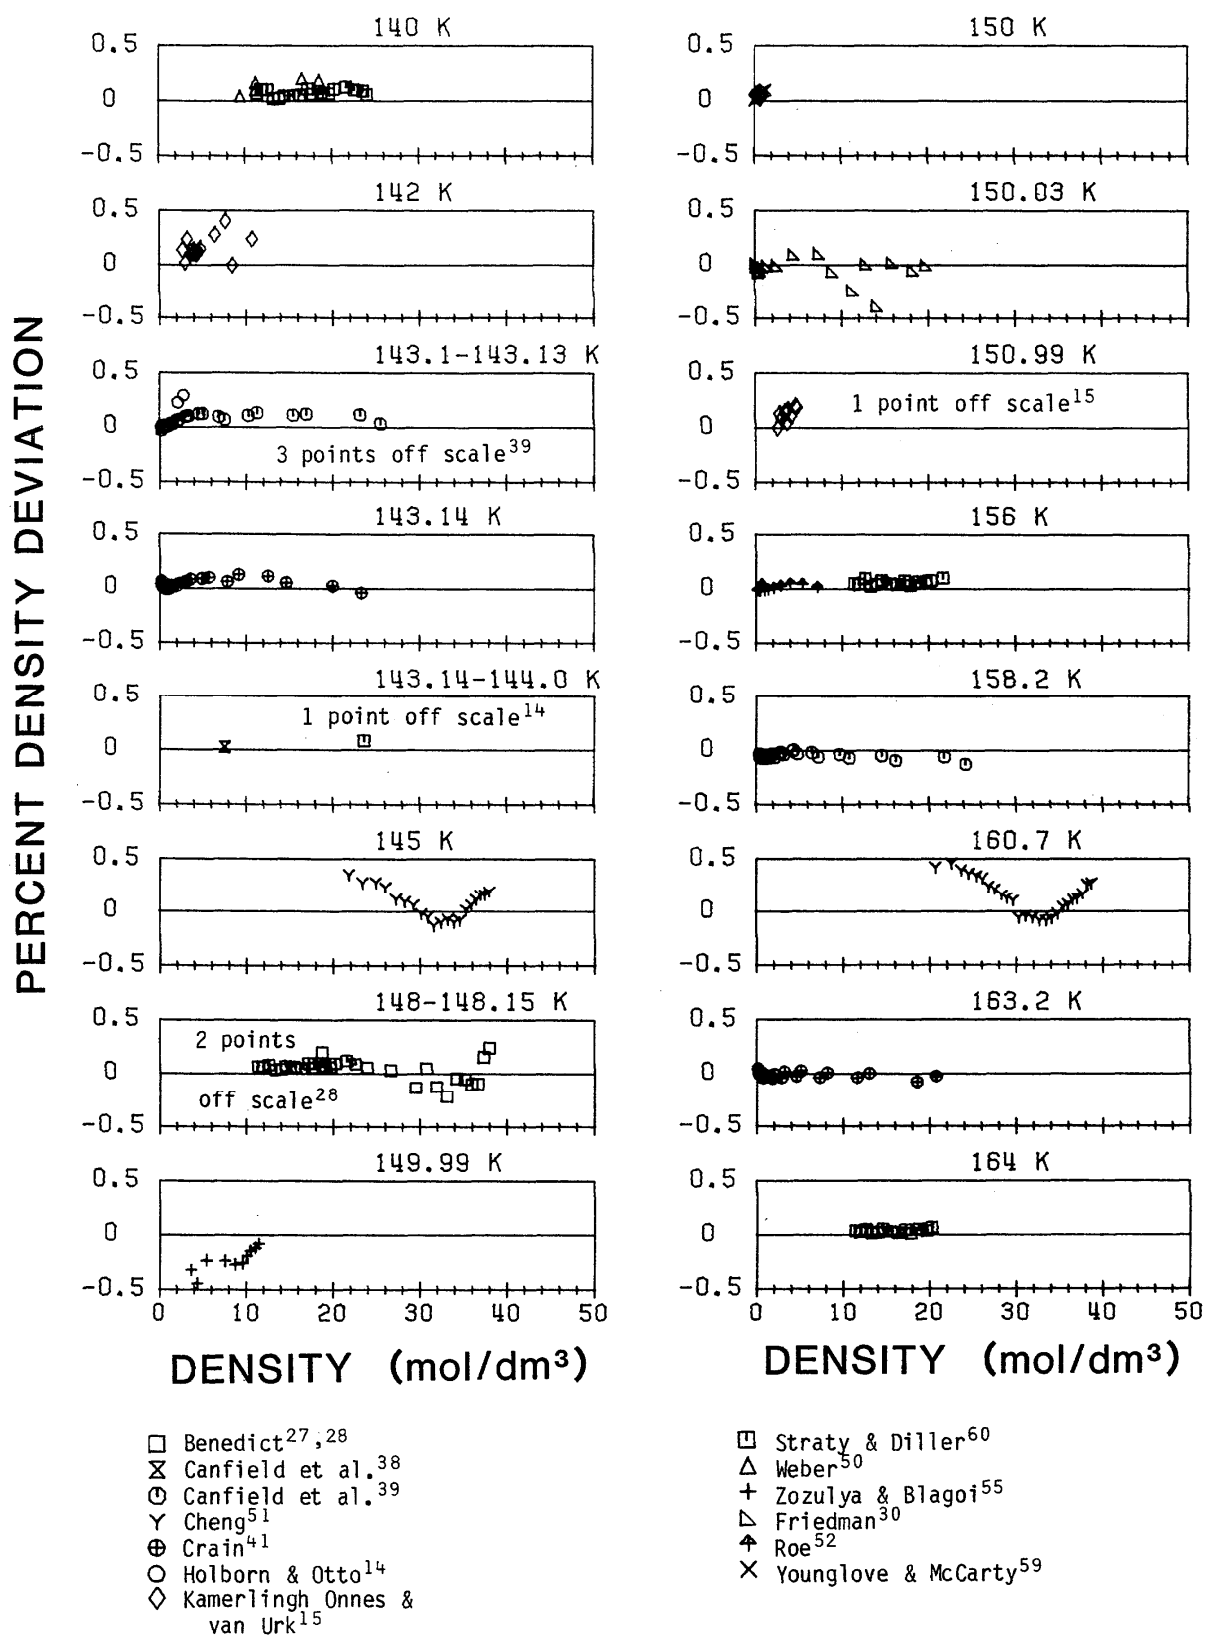 PERCENT DENSITY DEVIATION
140 K
0.5
0
-0.5
142 K
0.5
0
-0.5
143.1-143.13 K
0.5
0
3 points off scale39
-0.5
143.14 K
0.5
0
-0.5
143.14-144.0 K
0.5
1 point off scale14
0
-0.5
145 K
0.5
0
-0.5
148-148.15 K
0.5
2 points
0
off scale28
-0.5
149.99 K
0.5
0
-0.5
0 10 20 30 40 50
DENSITY (mol/dm3)
150 K
0.5
0
-0.5
150.03 K
0.5
0
-0.5
150.99 K
0.5
1 point off scale15
0
-0.5
156 K
0.5
0
-0.5
158.2 K
0.5
0
-0.5
160.7 K
0.5
0
-0.5
163.2 K
0.5
0
-0.5
164 K
0.5
0
-0.5
0 10 20 30 40 50
DENSITY (mol/dm3)
Benedict27,28
Canfield et al.38
Canfield et al.39
Cheng51
Crain41
Holborn & Otto14
Kamerlingh Onnes &
van Urk15
Straty & Diller60
Weber50
Zozulya & Blagoi55
Friedman30
Roe52
Younglove & McCarty59